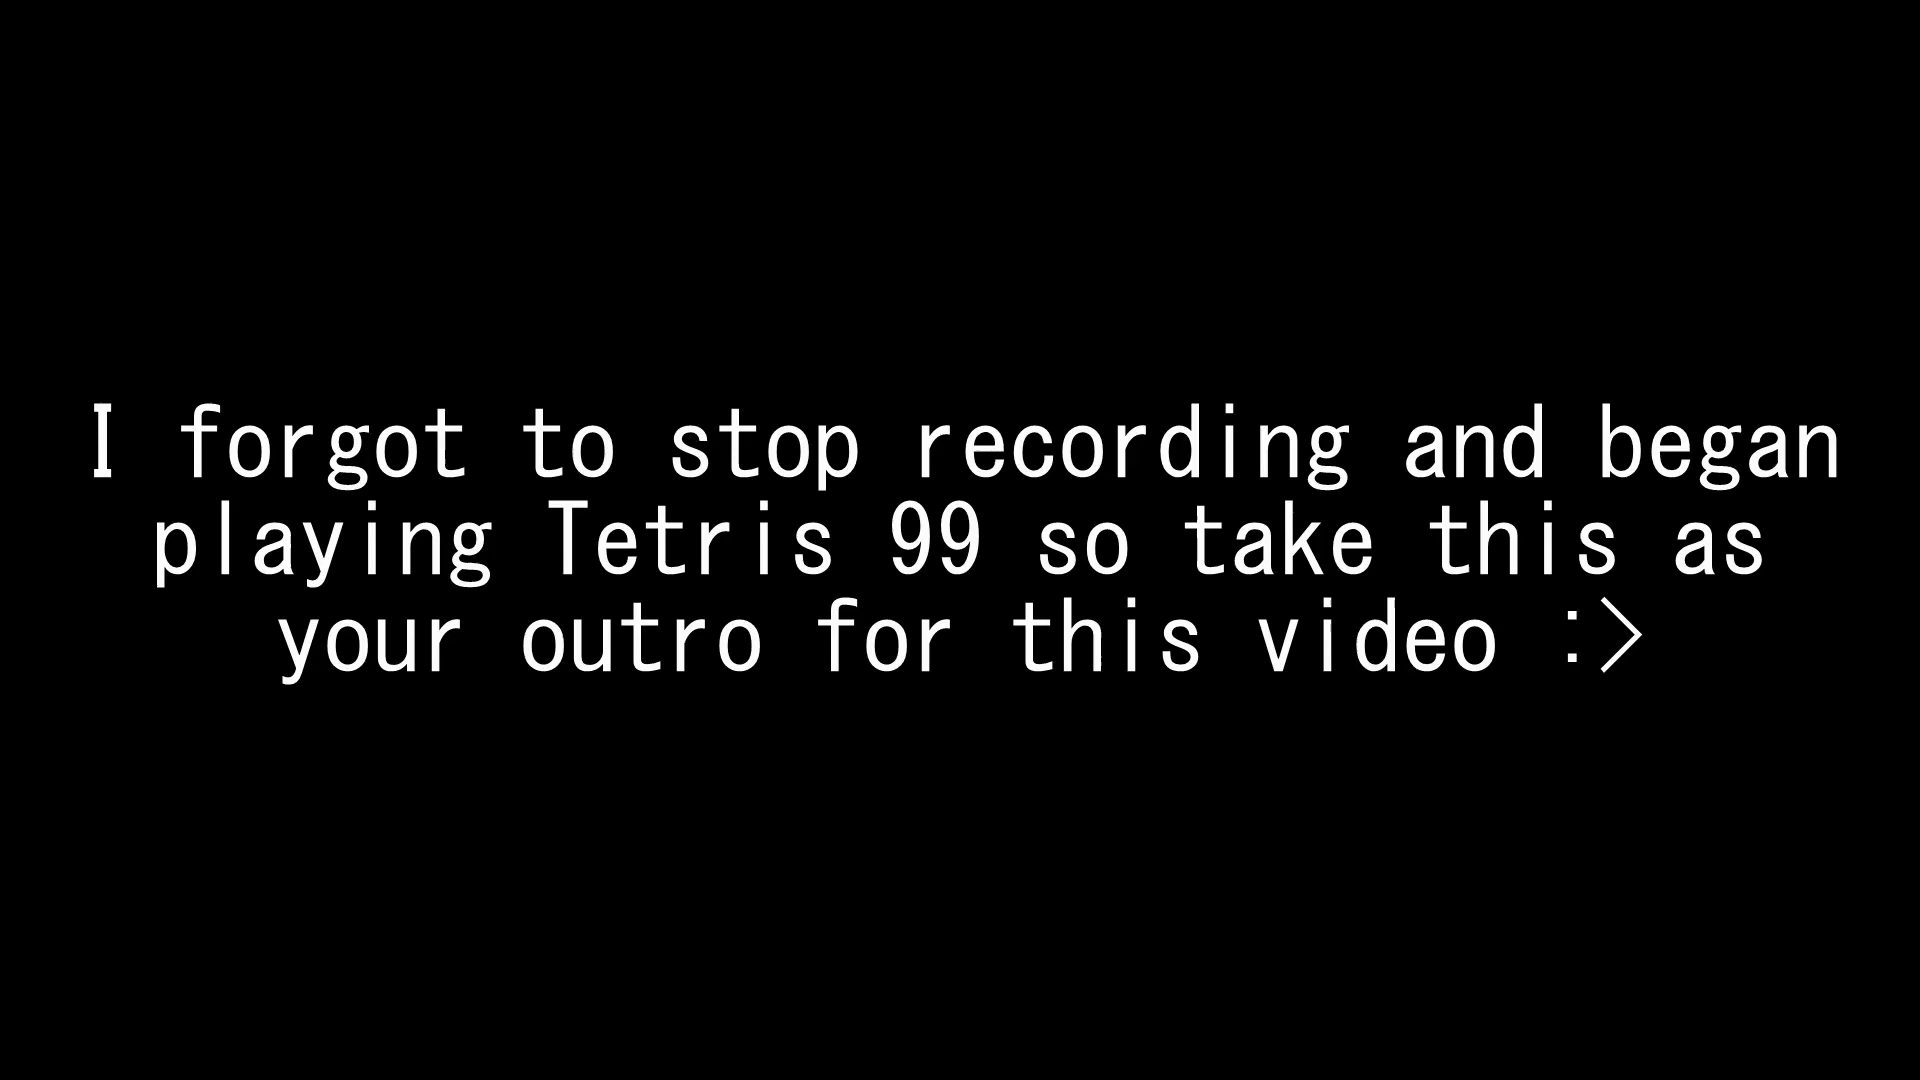 I forgot to stop recording and began
playing Tetris 99 so take this as
your outro for this video :>